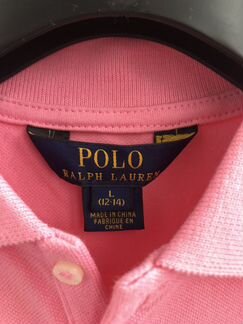 POLO
RALPH LAUREN
L
(12-14)
MADE IN CHINA
FABRIQUÉ EN
CHINE